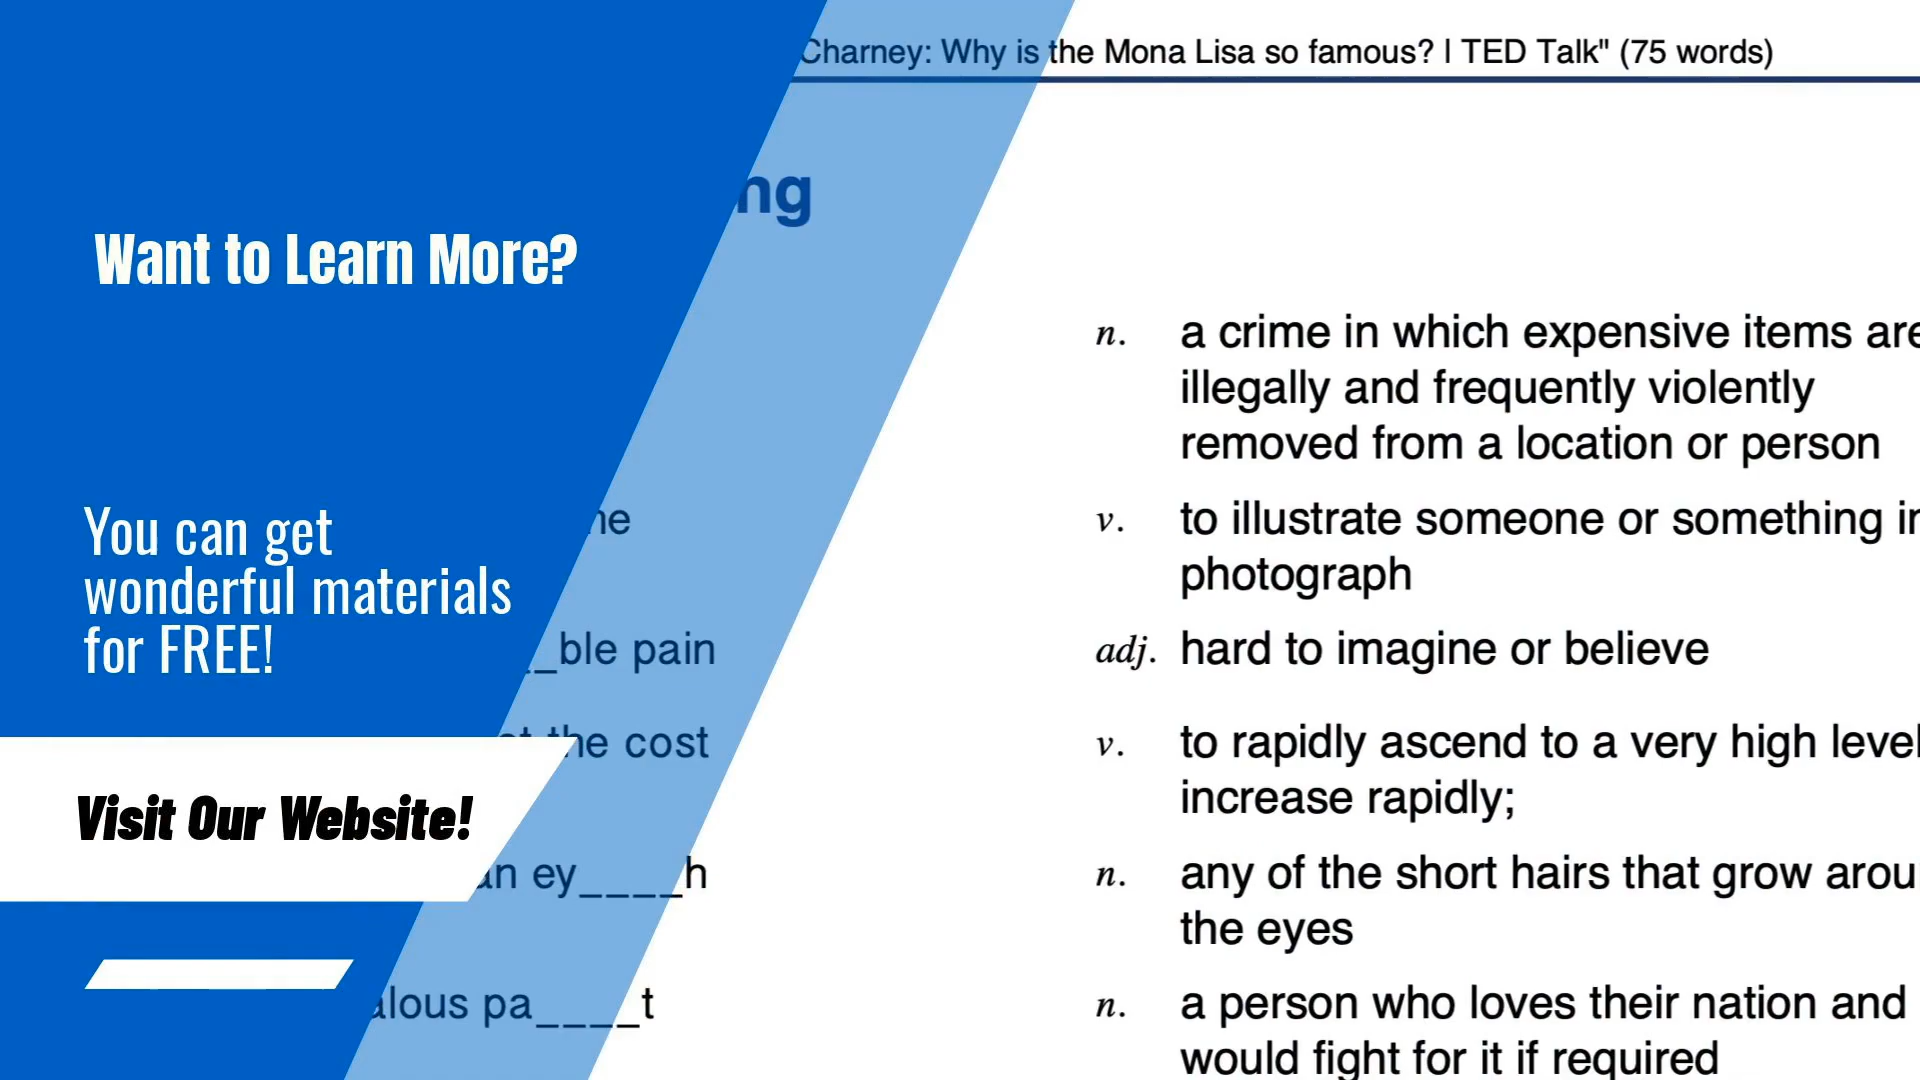 Charney: Why is the Mona Lisa so famous? | TED Talk" (75 words)
ng
Want to Learn More?
You can get
wonderful materials
for FREE!
Visit Our Website!
n. a crime in which expensive items are
illegally and frequently violently
removed from a location or person
v. to illustrate someone or something in
photograph
_ble pain
adj. hard to imagine or believe
the cost
v. to rapidly ascend to a very high level
increase rapidly;
an ey____h
n. any of the short hairs that grow arou
the eyes
alous pa____t
n. a person who loves their nation and
would fight for it if required